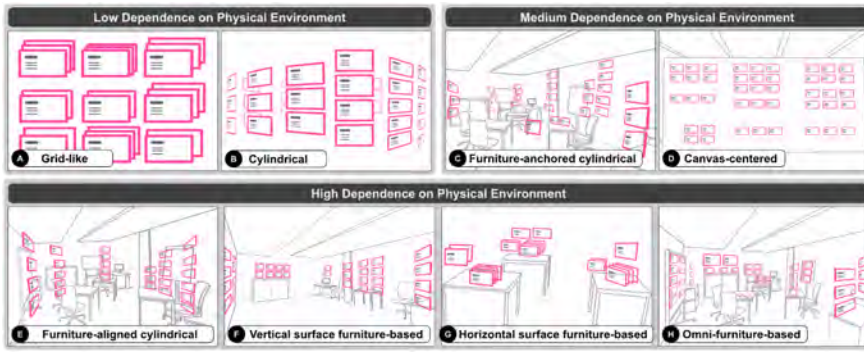 Low Dependence on Physical Environment
Medium Dependence on Physical Environment
A Grid-like
B Cylindrical
C Furniture-anchored cylindrical
D Canvas-centered
High Dependence on Physical Environment
E Furniture-aligned cylindrical
F Vertical surface furniture-based
G Horizontal surface furniture-based
H Omni-furniture-based